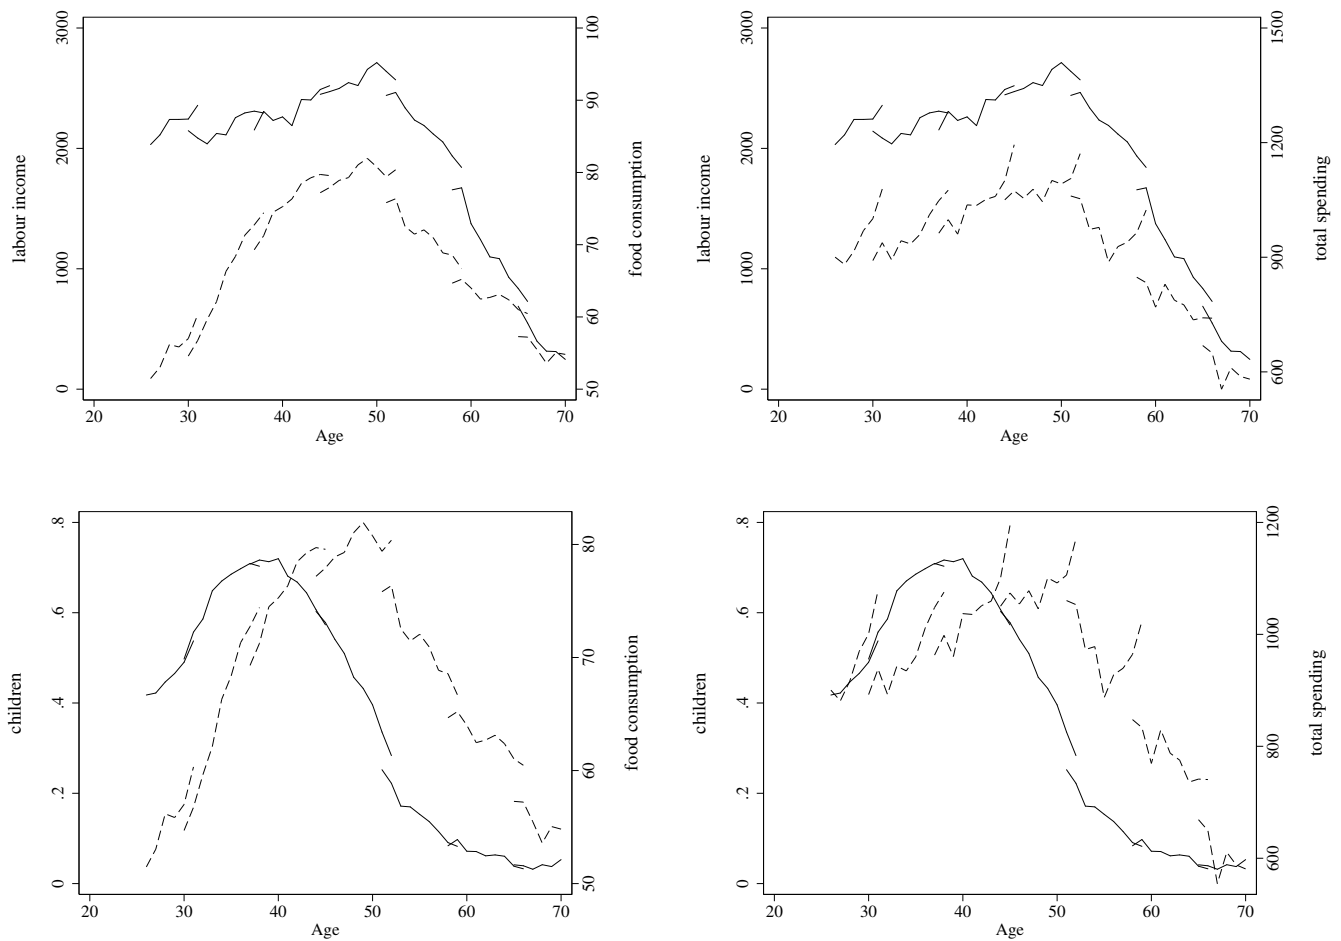 labour income
0 1000 2000 3000
food consumption
50 60 70 80 90 100
20 30 40 50 60 70
Age
labour income
0 1000 2000 3000
total spending
600 900 1200 1500
20 30 40 50 60 70
Age
children
0 .2 .4 .6 .8
food consumption
50 60 70 80
20 30 40 50 60 70
Age
children
0 .2 .4 .6 .8
total spending
600 800 1000 1200
20 30 40 50 60 70
Age